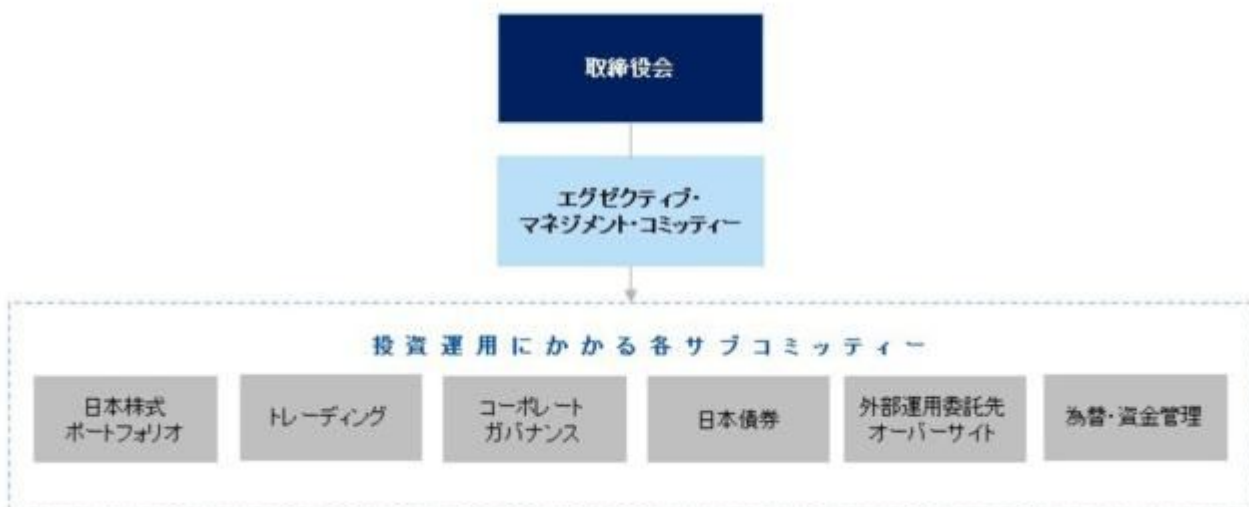 取締役会
エグゼクティブ・
マネジメント・コミッティー
投資運用にかかる各サブコミッティー
日本株式
ポートフォリオ
トレーディング
コーポレート
ガバナンス
日本債券
外部運用委託先
オーバーサイト
為替・資金管理